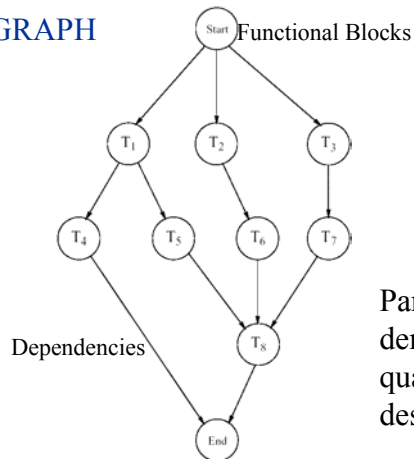 GRAPH
Start
Functional Blocks
T1
T2
T3
T4
T5
T6
T7
T8
Dependencies
End